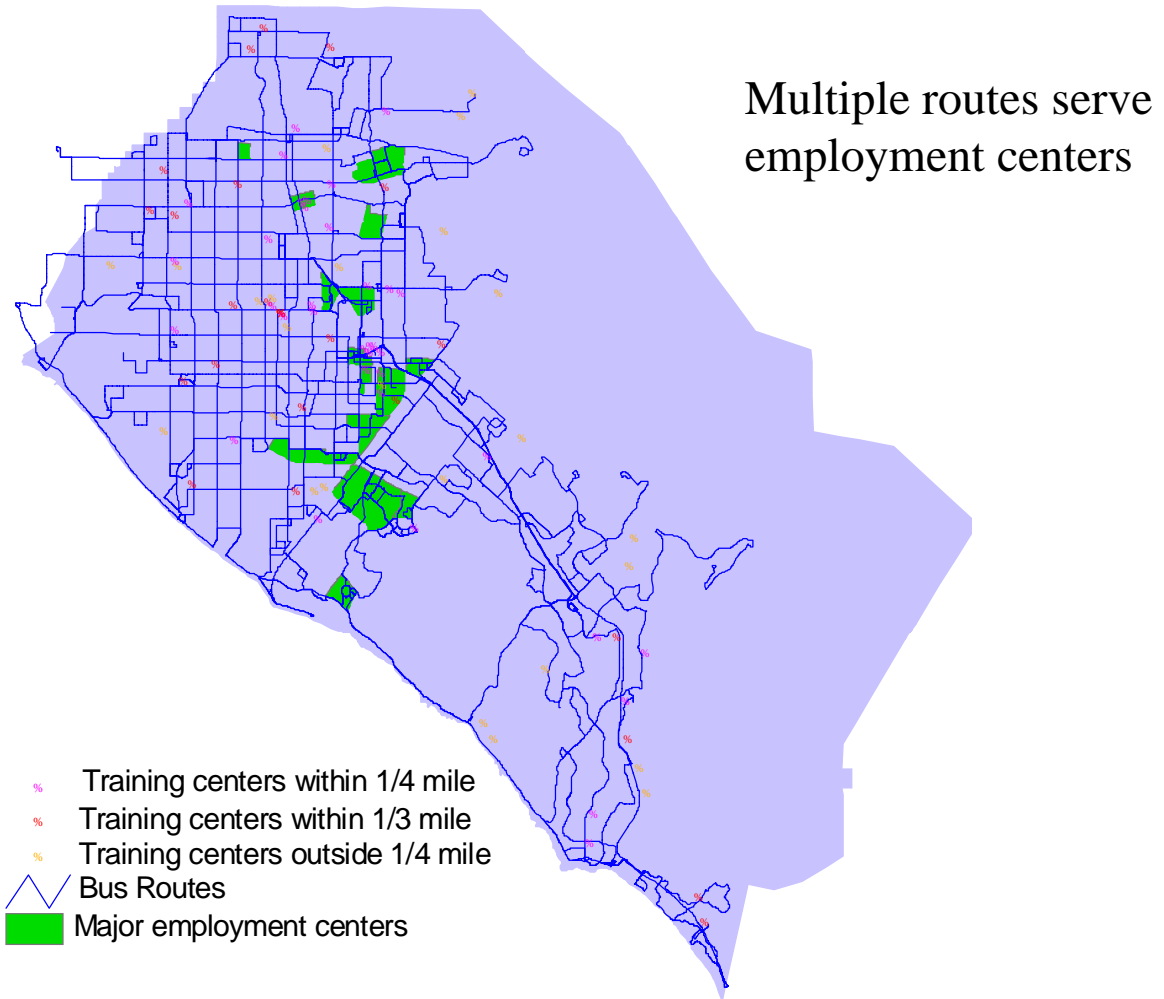 Multiple routes serve
employment centers
% Training centers within 1/4 mile
% Training centers within 1/3 mile
% Training centers outside 1/4 mile
Bus Routes
Major employment centers